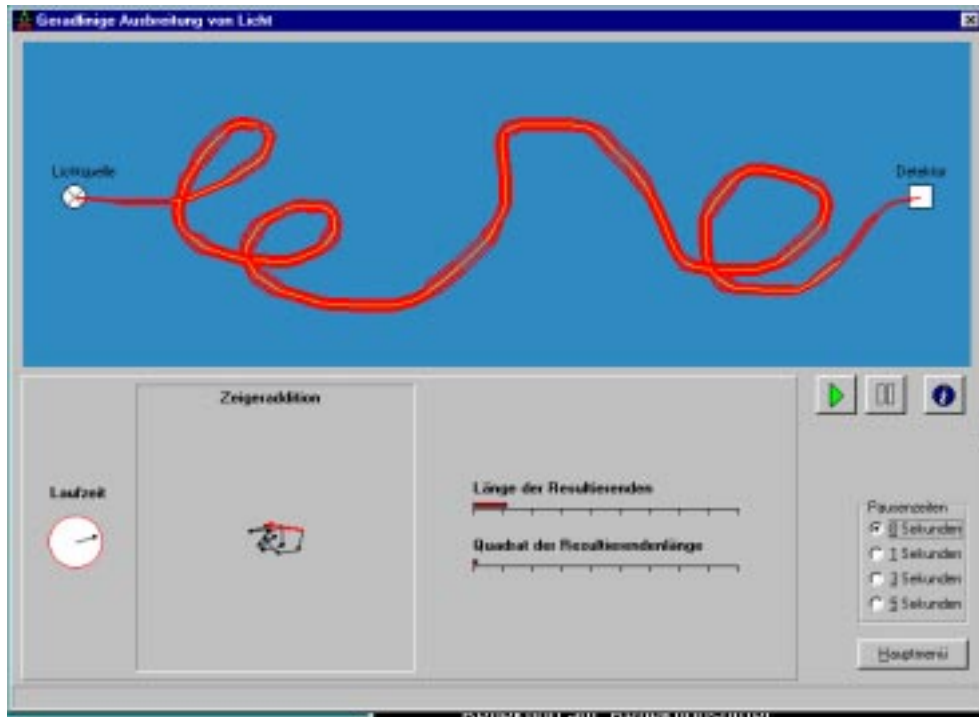 Geradlinige Ausbreitung von Licht
Lichtquelle
Detektor
Zeigeraddition
Laufzeit
Länge der Resultierenden
Quadrat der Resultierendenlänge
Pausenzeiten
0 Sekunden
1 Sekunden
3 Sekunden
5 Sekunden
Hauptmenü